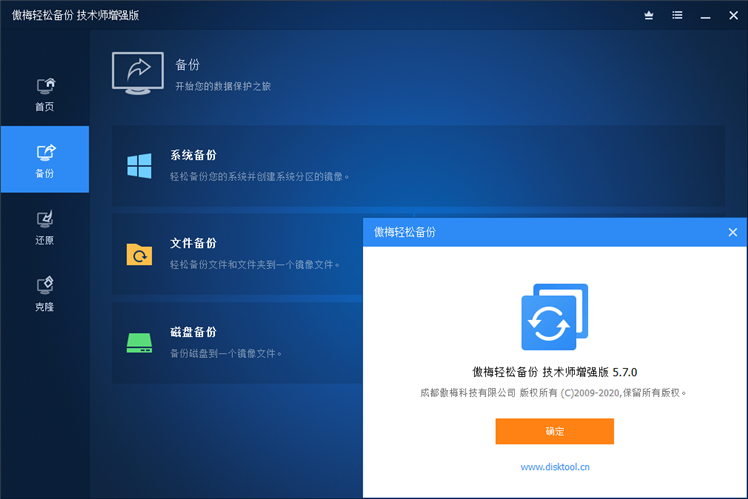 傲梅轻松备份 技术师增强版
首页
备份
还原
克隆
备份
开始您的数据保护之旅
系统备份
轻松备份您的系统并创建系统分区的镜像。
文件备份
轻松备份文件和文件夹到一个镜像文件。
磁盘备份
备份磁盘到一个镜像文件。
傲梅轻松备份
傲梅轻松备份 技术师增强版 5.7.0
成都傲梅科技有限公司 版权所有 (C)2009-2020,保留所有版权。
确定
www.disktool.cn